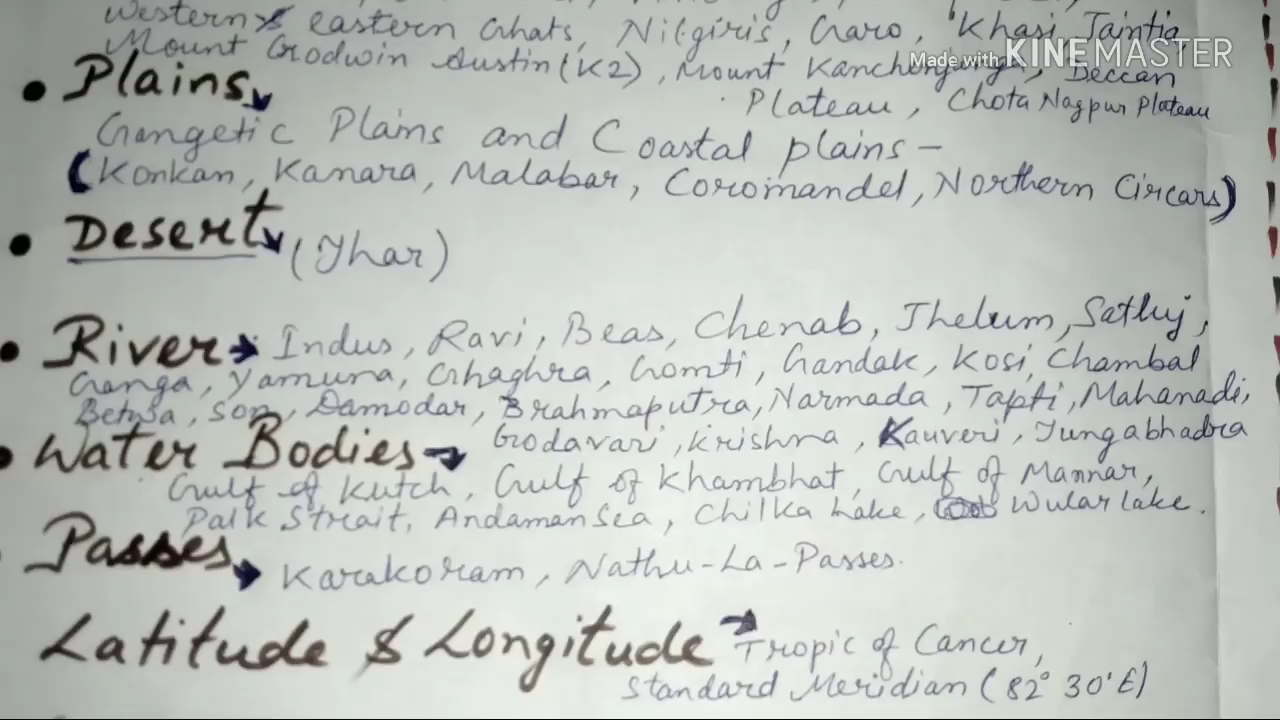 Western & eastern Ghats, Nilgiris, Garo, Khasi, Jaintia,
Mount Godwin Austin (K2), Mount Kanchenjunga, Deccan
Made with KINEMASTER
Plateau, Chota Nagpur Plateau
• Plains
Gangetic Plains and Coastal plains -
(Konkan, Kanara, Malabar, Coromandel, Northern Circars)
• Desert (Thar)
• River → Indus, Ravi, Beas, Chenab, Jhelum, Satluj,
Ganga, Yamuna, Ghaghra, Gomti, Gandak, Kosi, Chambal
Betwa, Son, Damodar, Brahmaputra, Narmada, Tapti, Mahanadi,
Godavari, Krishna, Kauveri, Tungabhadra
• Water Bodies →
Gulf of Kutch, Gulf of Khambhat, Gulf of Mannar,
Palk Strait, Andaman Sea, Chilka Lake, Wular lake.
Passes → Karakoram, Nathu-La-Passes.
Latitude & Longitude → Tropic of Cancer,
Standard Meridian (82° 30' E)